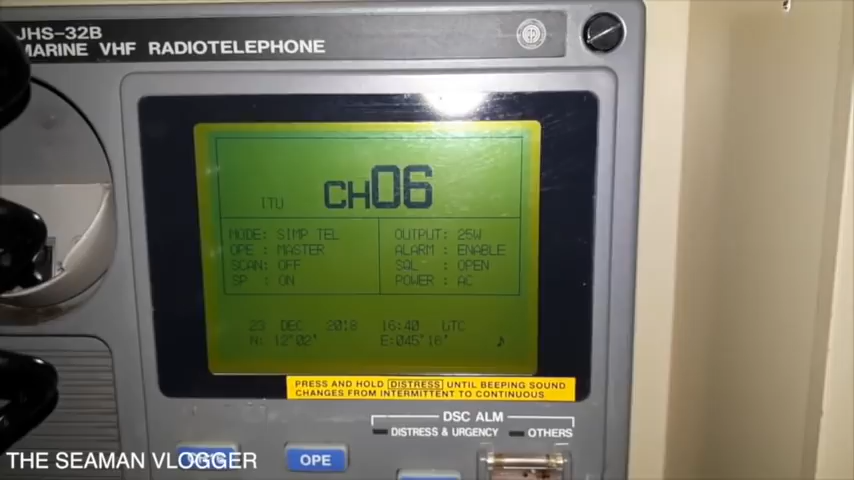 JHS-32B
MARINE VHF RADIOTELEPHONE
ITU CH06
MODE: SIMP TEL OUTPUT: 25W
OPE : MASTER ALARM : ENABLE
SCAN: OFF SQL : OPEN
SP : ON POWER : AC
23 DEC 2018 16:40 UTC
N: 12°02' E:045°16' ♪
PRESS AND HOLD DISTRESS UNTIL BEEPING SOUND
CHANGES FROM INTERMITTENT TO CONTINUOUS
DSC ALM
DISTRESS & URGENCY OTHERS
THE SEAMAN VLOGGER
OPE